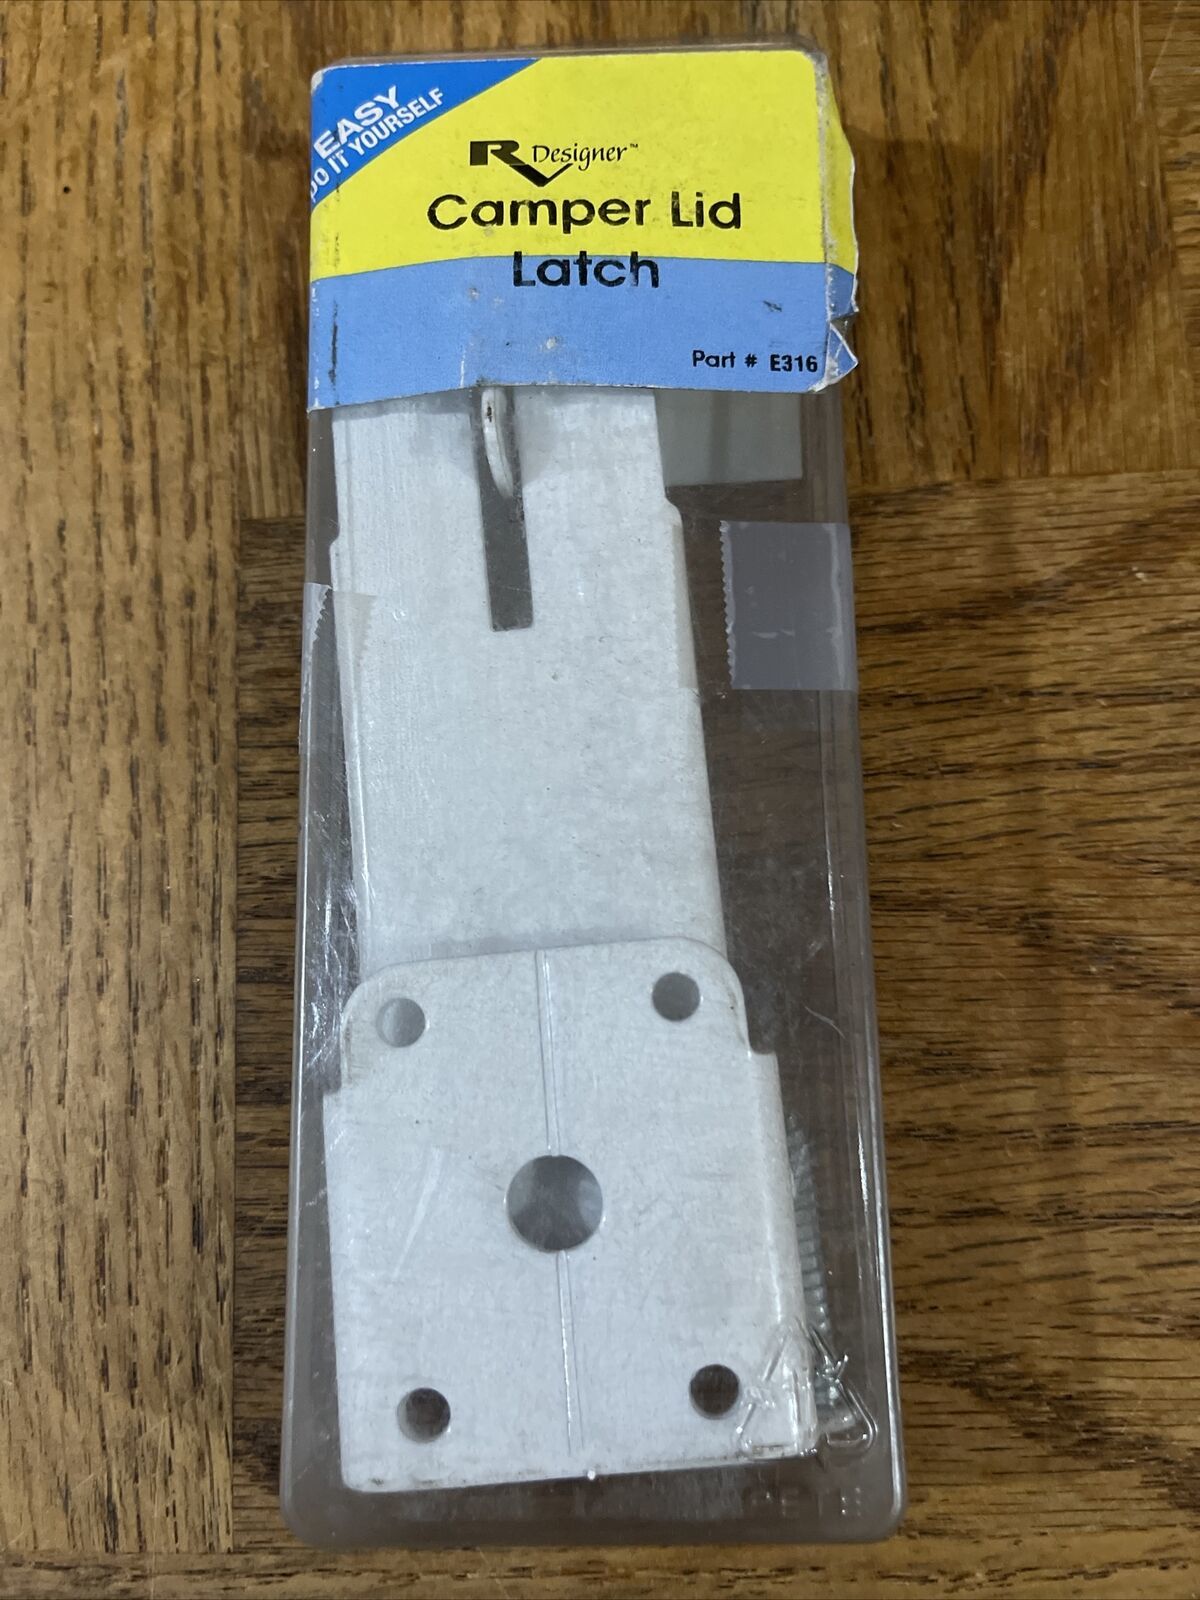 EASY
DO IT YOURSELF
RV Designer™
Camper Lid
Latch
Part # E316